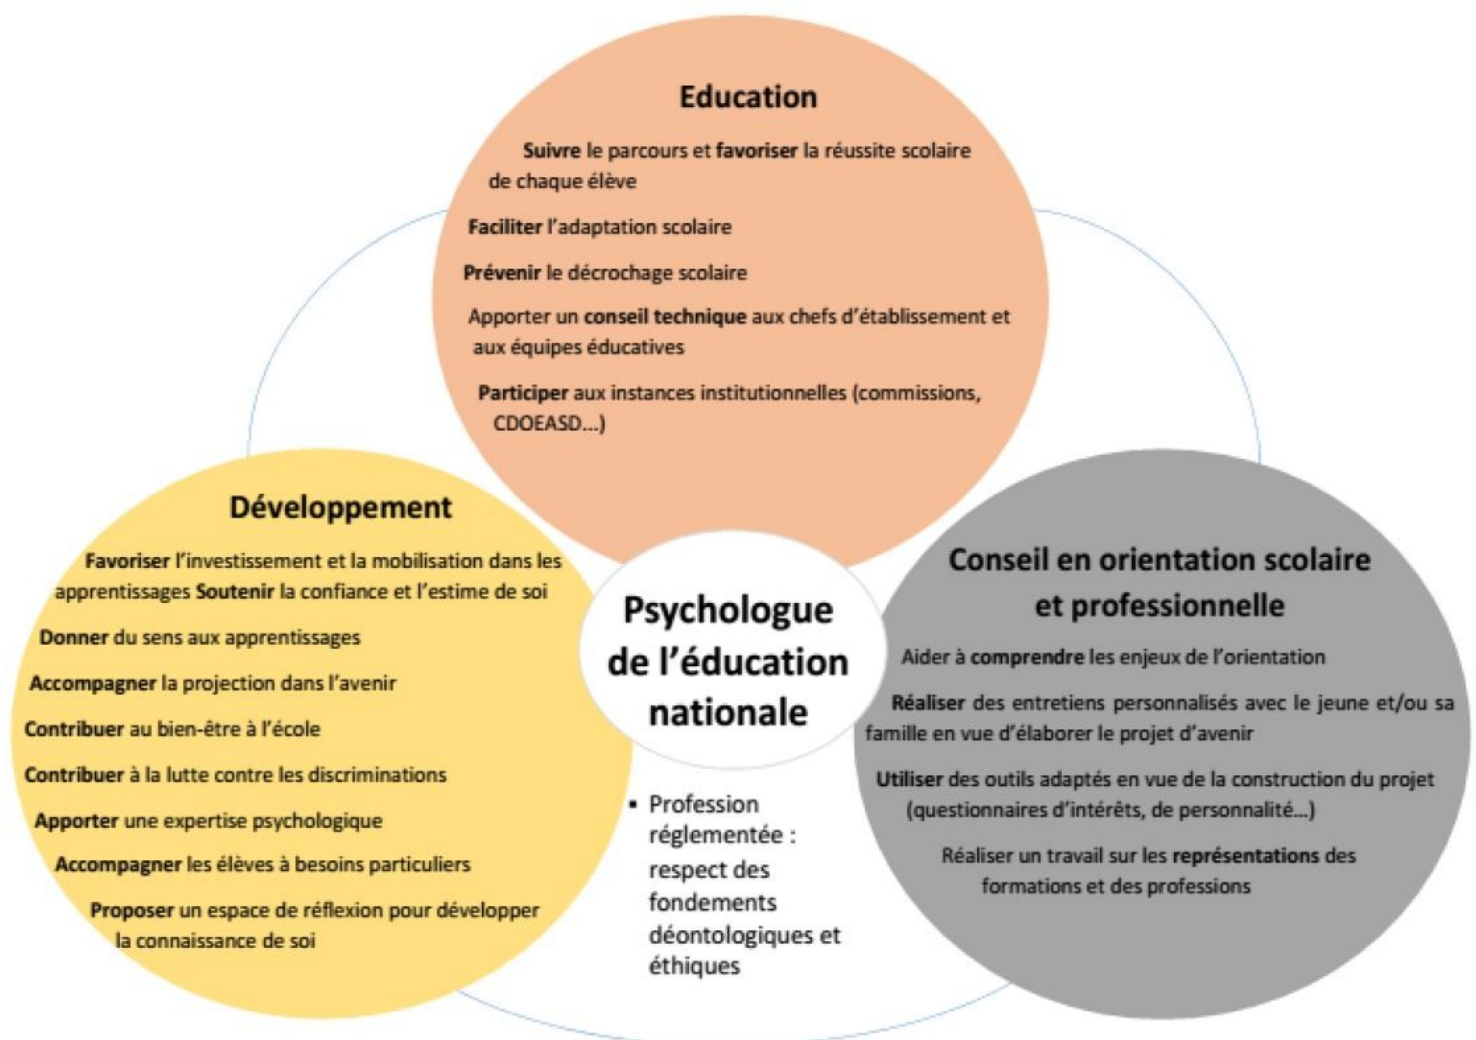 Education
Suivre le parcours et favoriser la réussite scolaire
de chaque élève
Faciliter l'adaptation scolaire
Prévenir le décrochage scolaire
Apporter un conseil technique aux chefs d'établissement et
aux équipes éducatives
Participer aux instances institutionnelles (commissions,
CDOEASD...)
Développement
Favoriser l'investissement et la mobilisation dans les
apprentissages Soutenir la confiance et l'estime de soi
Donner du sens aux apprentissages
Accompagner la projection dans l'avenir
Contribuer au bien-être à l'école
Contribuer à la lutte contre les discriminations
Apporter une expertise psychologique
Accompagner les élèves à besoins particuliers
Proposer un espace de réflexion pour développer
la connaissance de soi
Psychologue
de l'éducation
nationale
▪ Profession
réglementée :
respect des
fondements
déontologiques et
éthiques
Conseil en orientation scolaire
et professionnelle
Aider à comprendre les enjeux de l'orientation
Réaliser des entretiens personnalisés avec le jeune et/ou sa
famille en vue d'élaborer le projet d'avenir
Utiliser des outils adaptés en vue de la construction du projet
(questionnaires d'intérêts, de personnalité...)
Réaliser un travail sur les représentations des
formations et des professions